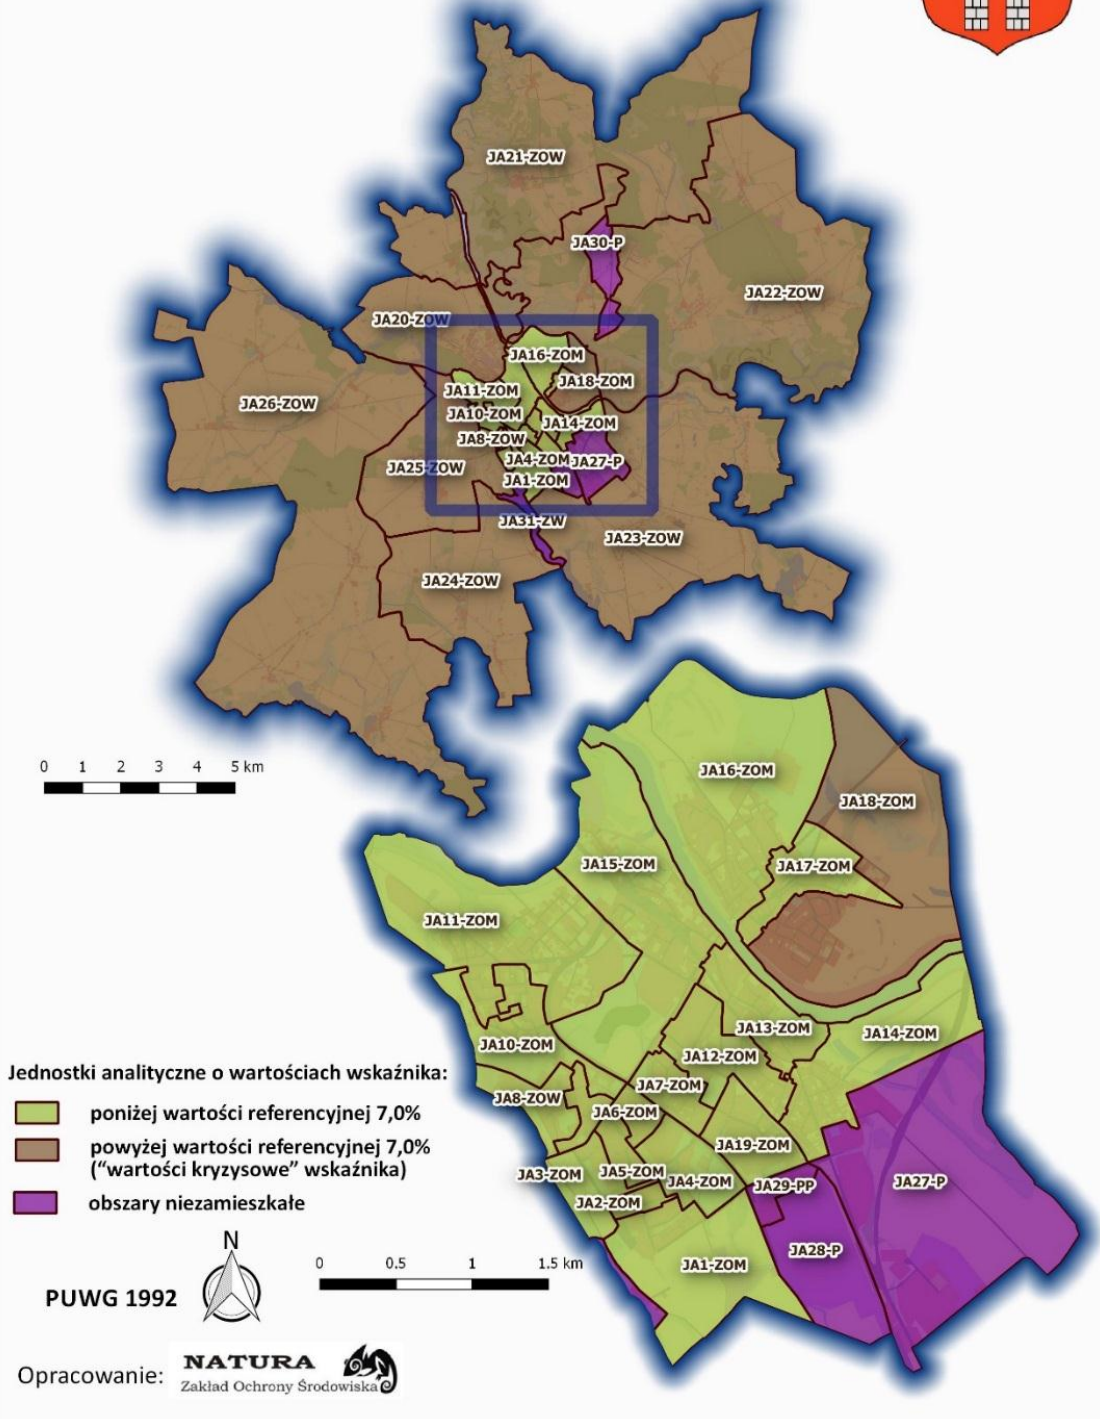 JA21-ZOW
JA30-P
JA22-ZOW
JA20-ZOW
JA16-ZOM
JA18-ZOM
JA11-ZOM
JA26-ZOW
JA10-ZOM
JA14-ZOM
JA8-ZOW
JA4-ZOM
JA27-P
JA25-ZOW
JA1-ZOM
JA31-ZW
JA23-ZOW
JA24-ZOW
0 1 2 3 4 5 km
JA16-ZOM
JA18-ZOM
JA15-ZOM
JA17-ZOM
JA11-ZOM
JA13-ZOM
JA14-ZOM
JA10-ZOM
JA12-ZOM
JA7-ZOM
JA8-ZOW
JA6-ZOM
JA19-ZOM
JA3-ZOM
JA5-ZOM
JA4-ZOM
JA29-PP
JA27-P
JA2-ZOM
JA28-P
JA1-ZOM
Jednostki analityczne o wartościach wskaźnika:
poniżej wartości referencyjnej 7,0%
powyżej wartości referencyjnej 7,0%
("wartości kryzysowe" wskaźnika)
obszary niezamieszkałe
N
0 0.5 1 1.5 km
PUWG 1992
Opracowanie:
NATURA
Zakład Ochrony Środowiska